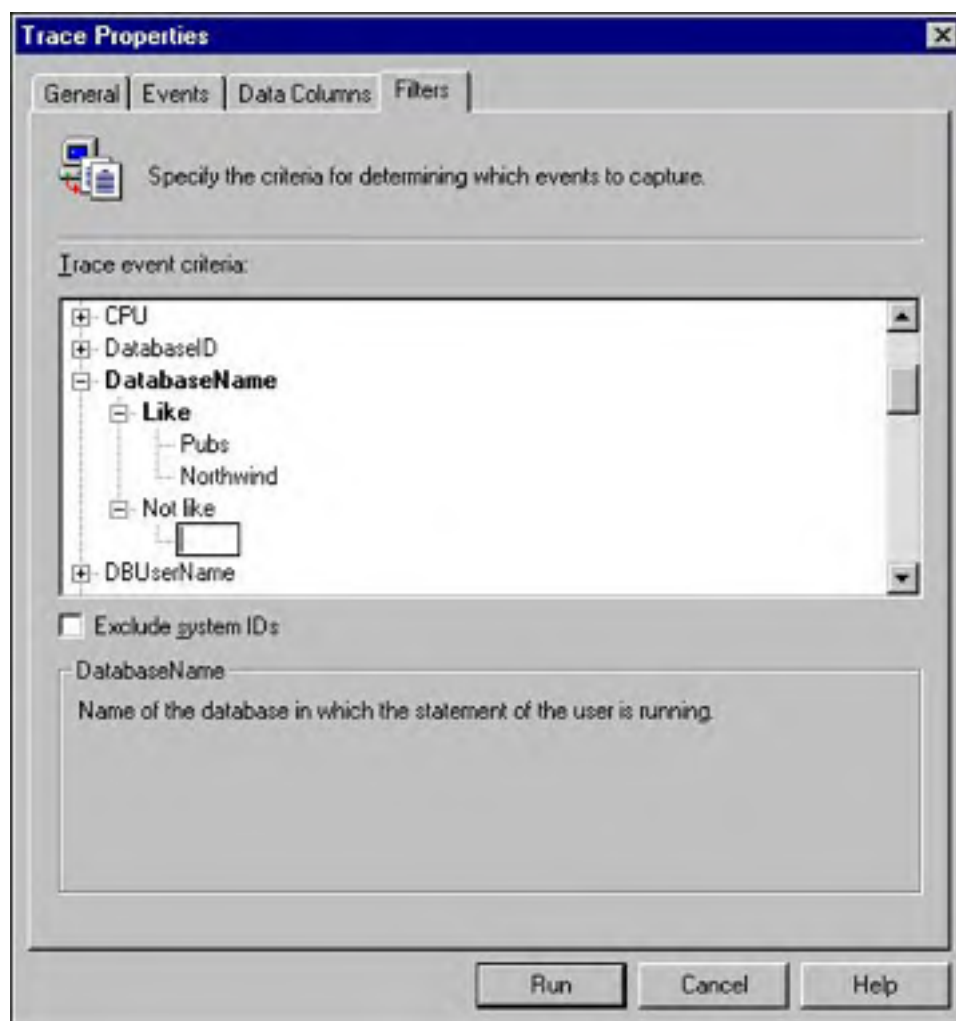 Trace Properties
General Events Data Columns Filters
Specify the criteria for determining which events to capture.
Trace event criteria:
CPU
DatabaseID
DatabaseName
Like
Pubs
Northwind
Not like
DBUserName
Exclude system IDs
DatabaseName
Name of the database in which the statement of the user is running.
Run Cancel Help